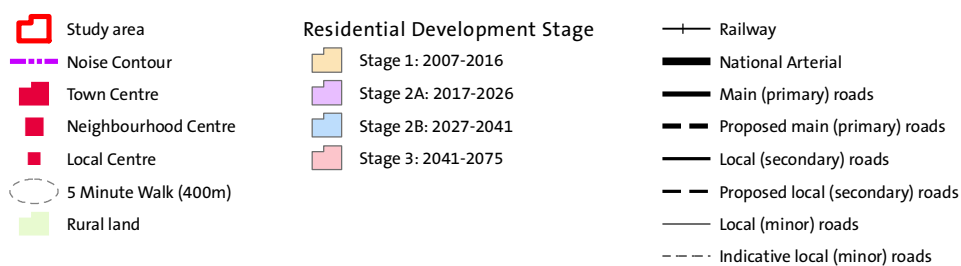 Study area
Noise Contour
Town Centre
Neighbourhood Centre
Local Centre
5 Minute Walk (400m)
Rural land
Residential Development Stage
Stage 1: 2007-2016
Stage 2A: 2017-2026
Stage 2B: 2027-2041
Stage 3: 2041-2075
Railway
National Arterial
Main (primary) roads
Proposed main (primary) roads
Local (secondary) roads
Proposed local (secondary) roads
Local (minor) roads
Indicative local (minor) roads